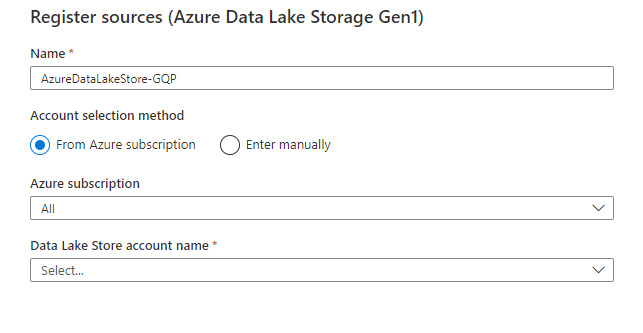 Register sources (Azure Data Lake Storage Gen1)
Name *
AzureDataLakeStore-GQP
Account selection method
From Azure subscription Enter manually
Azure subscription
All
Data Lake Store account name *
Select...